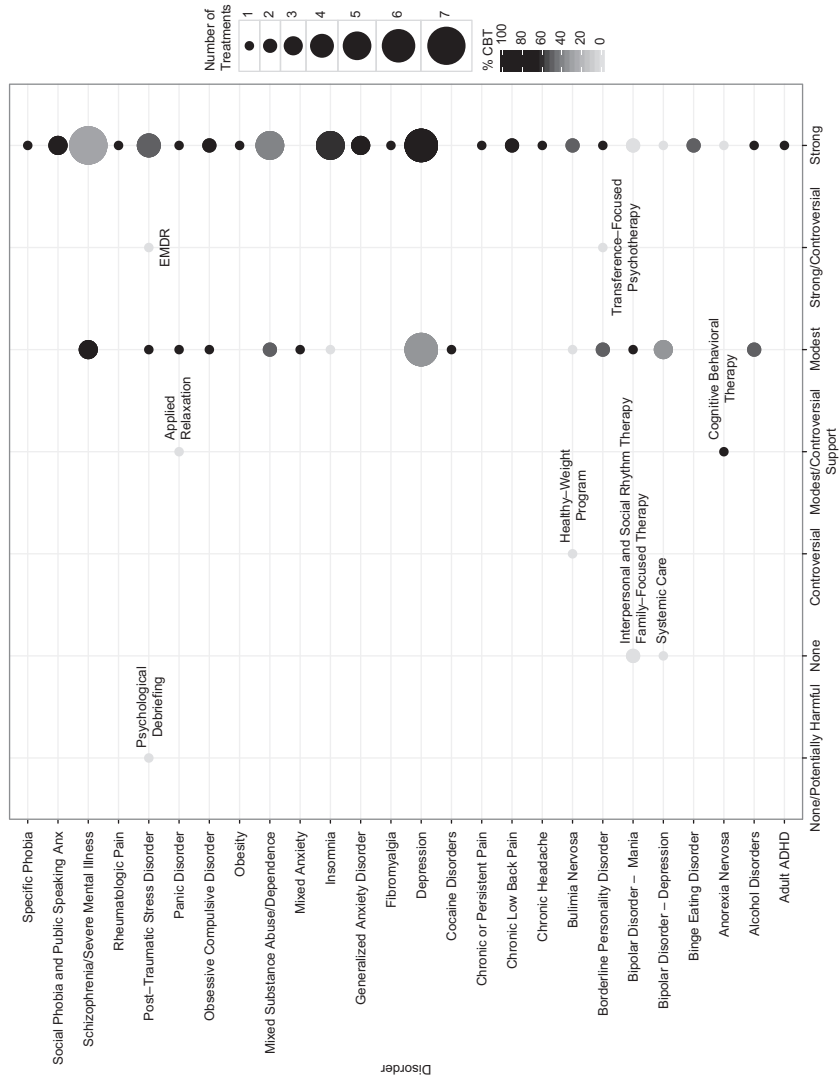 Number of
Treatments
1
2
3
4
5
6
7
% CBT
100
80
60
40
20
0
Disorder
Specific Phobia
Social Phobia and Public Speaking Anx
Schizophrenia/Severe Mental Illness
Rheumatologic Pain
Post–Traumatic Stress Disorder
Panic Disorder
Obsessive Compulsive Disorder
Obesity
Mixed Substance Abuse/Dependence
Mixed Anxiety
Insomnia
Generalized Anxiety Disorder
Fibromyalgia
Depression
Cocaine Disorders
Chronic or Persistent Pain
Chronic Low Back Pain
Chronic Headache
Bulimia Nervosa
Borderline Personality Disorder
Bipolar Disorder – Mania
Bipolar Disorder – Depression
Binge Eating Disorder
Anorexia Nervosa
Alcohol Disorders
Adult ADHD
Psychological
Debriefing
EMDR
Applied
Relaxation
Healthy–Weight
Program
Transference–Focused
Psychotherapy
Interpersonal and Social Rhythm Therapy
Family–Focused Therapy
Systemic Care
Cognitive Behavioral
Therapy
None/Potentially Harmful
None
Controversial
Modest/Controversial
Modest
Strong/Controversial
Strong
Support